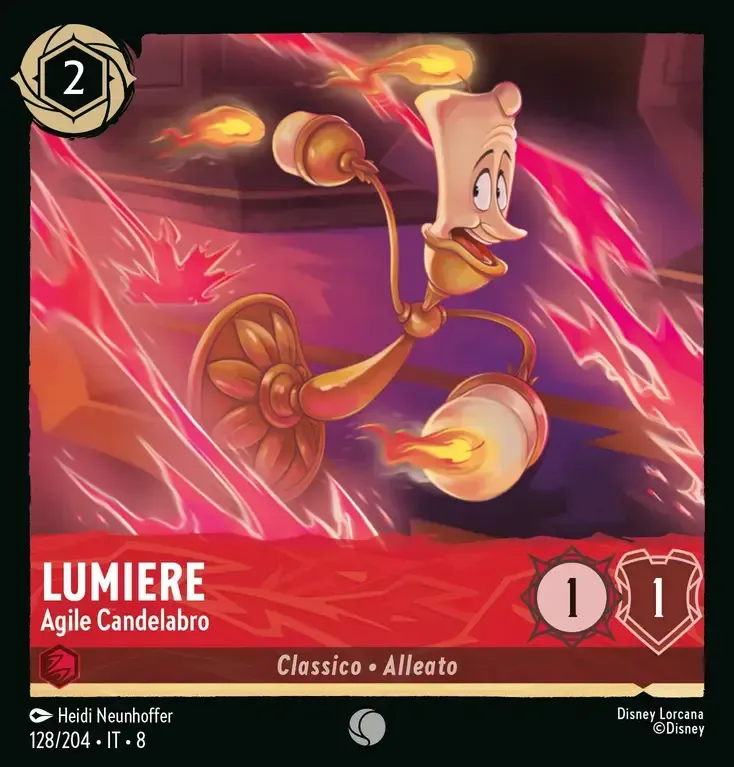 2
LUMIERE
Agile Candelabro
1
1
Classico • Alleato
Heidi Neunhoffer
128/204 • IT • 8
Disney Lorcana
©Disney